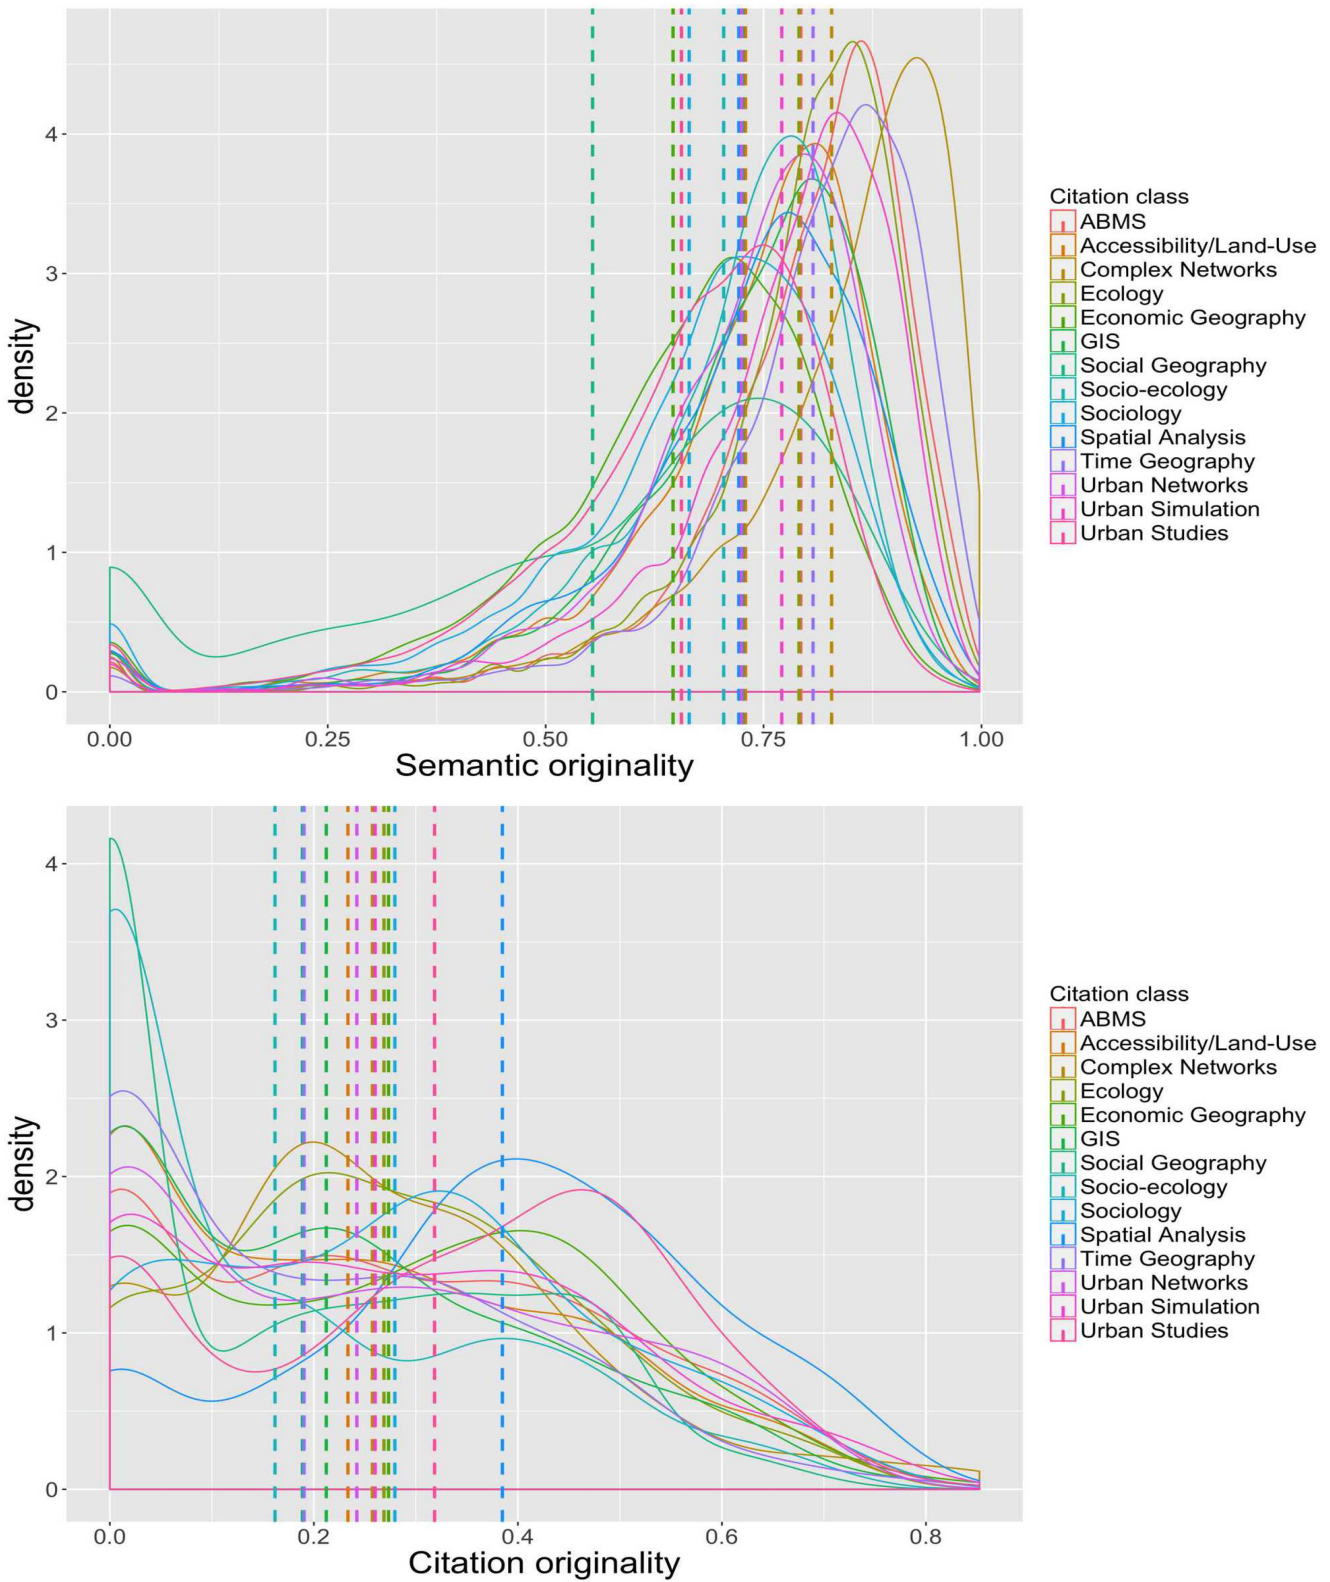 density
4
3
2
1
0
0.00 0.25 0.50 0.75 1.00
Semantic originality
Citation class
ABMS
Accessibility/Land-Use
Complex Networks
Ecology
Economic Geography
GIS
Social Geography
Socio-ecology
Sociology
Spatial Analysis
Time Geography
Urban Networks
Urban Simulation
Urban Studies
density
4
3
2
1
0
0.0 0.2 0.4 0.6 0.8
Citation originality
Citation class
ABMS
Accessibility/Land-Use
Complex Networks
Ecology
Economic Geography
GIS
Social Geography
Socio-ecology
Sociology
Spatial Analysis
Time Geography
Urban Networks
Urban Simulation
Urban Studies